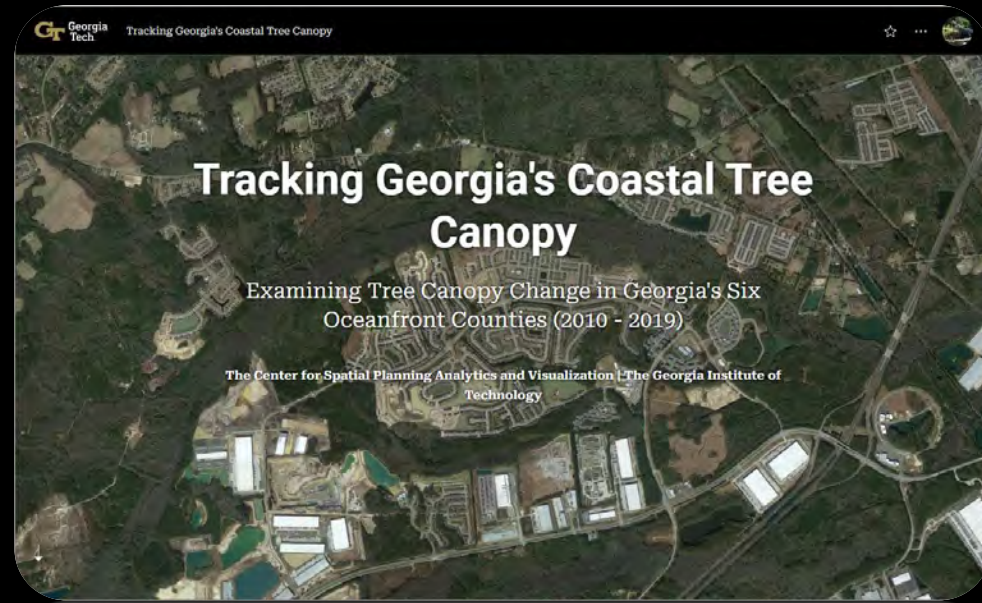 GT Georgia Tech
Tracking Georgia's Coastal Tree Canopy
Tracking Georgia's Coastal Tree
Canopy
Examining Tree Canopy Change in Georgia's Six
Oceanfront Counties (2010 - 2019)
The Center for Spatial Planning Analytics and Visualization | The Georgia Institute of
Technology